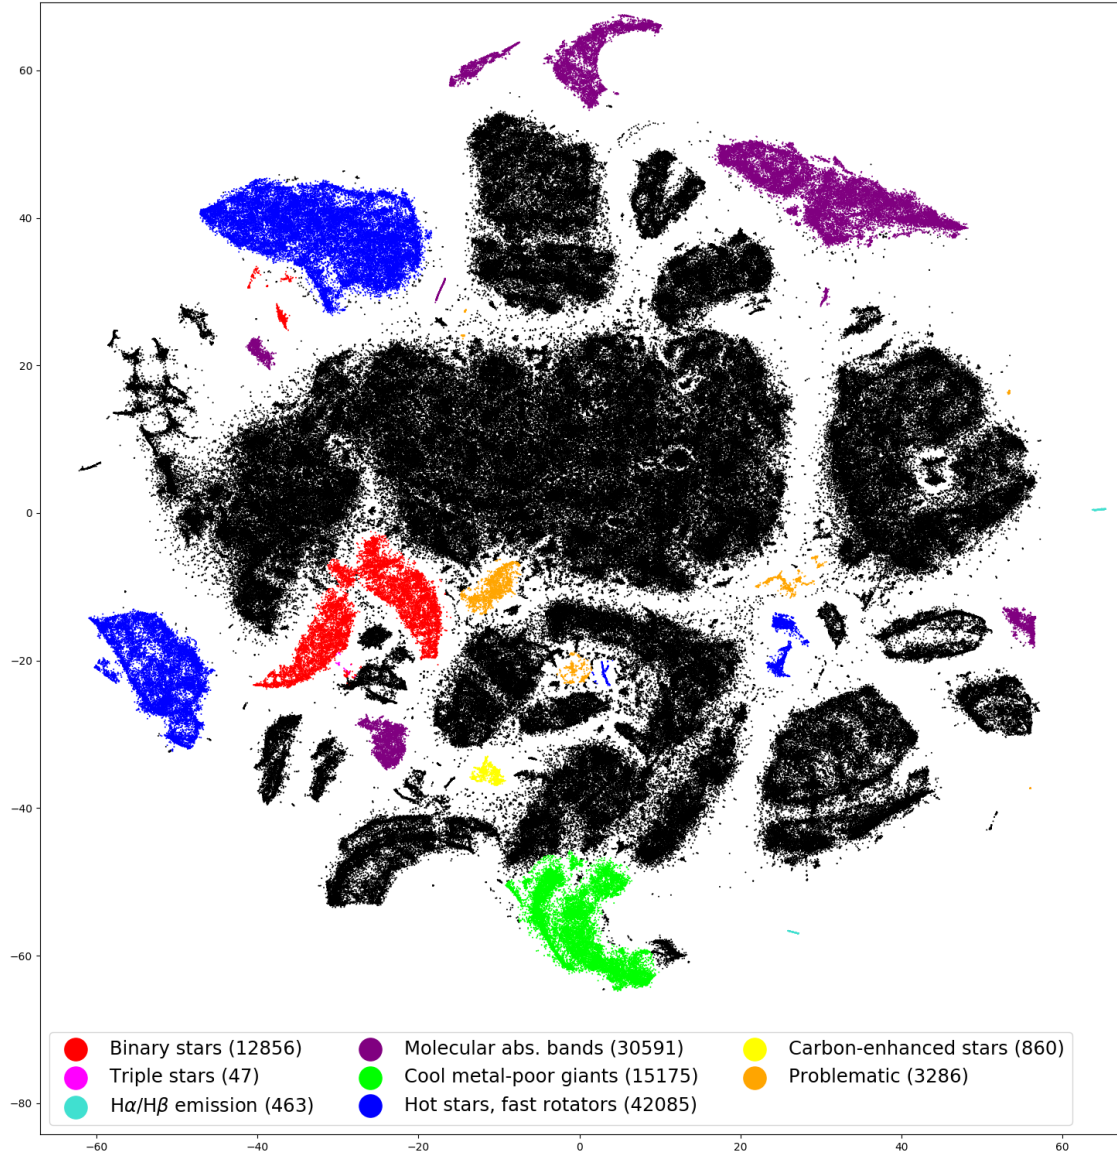 60
40
20
0
−20
−40
−60
−80
Binary stars (12856)
Molecular abs. bands (30591)
Carbon-enhanced stars (860)
Triple stars (47)
Cool metal-poor giants (15175)
Problematic (3286)
Hα/Hβ emission (463)
Hot stars, fast rotators (42085)
−60 −40 −20 0 20 40 60